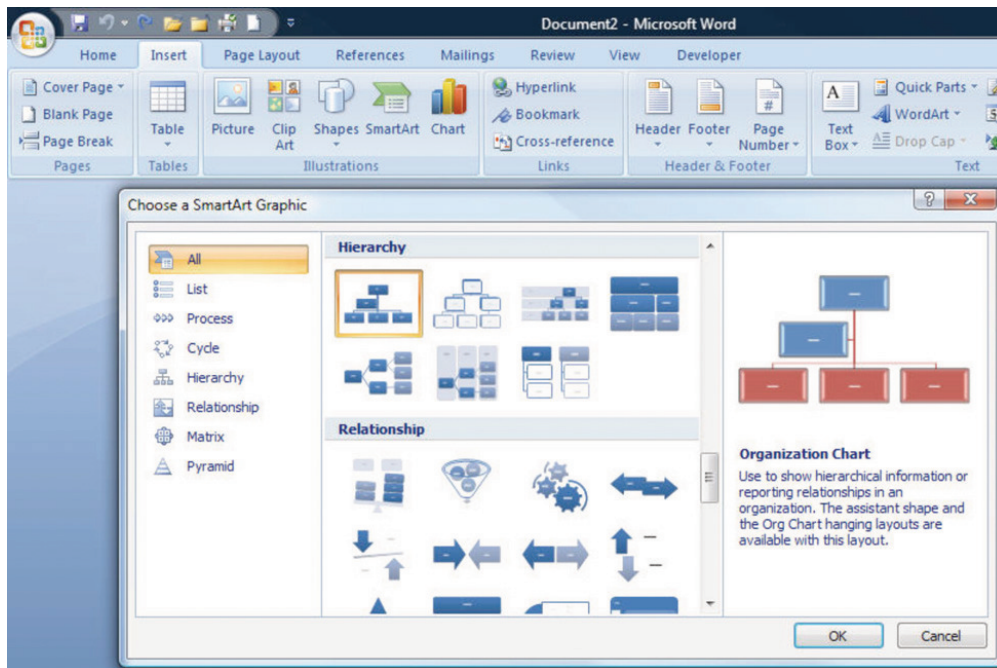 Document2 - Microsoft Word
Home Insert Page Layout References Mailings Review View Developer
Cover Page
Blank Page
Page Break
Pages
Table
Tables
Picture
Clip Art
Shapes
SmartArt
Chart
Illustrations
Hyperlink
Bookmark
Cross-reference
Links
Header
Footer
Page Number
Header & Footer
A
Text Box
Quick Parts
WordArt
Drop Cap
Text
Choose a SmartArt Graphic
All
List
Process
Cycle
Hierarchy
Relationship
Matrix
Pyramid
Hierarchy
Relationship
Organization Chart
Use to show hierarchical information or
reporting relationships in an
organization. The assistant shape and
the Org Chart hanging layouts are
available with this layout.
OK
Cancel